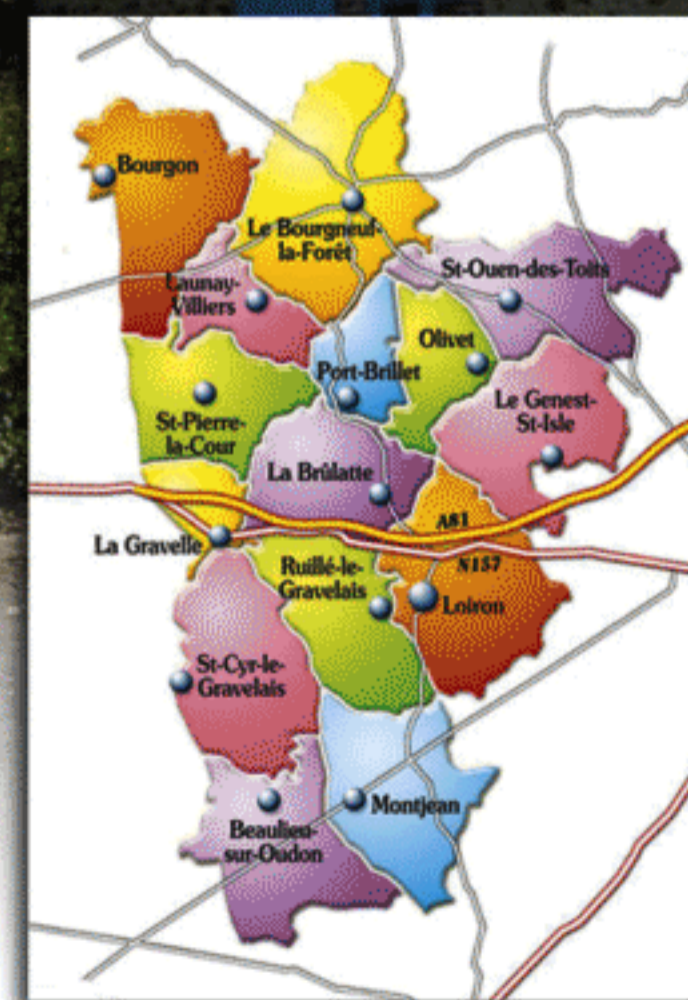 Bourgon
Le Bourgneuf-
la-Forêt
St-Ouen-des-Toits
Launay-
Villiers
Olivet
Port-Brillet
Le Genest-
St-Isle
St-Pierre-
la-Cour
La Brûlatte
A81
La Gravelle
N157
Ruillé-le-
Gravelais
Loiron
St-Cyr-le-
Gravelais
Montjean
Beaulieu-
sur-Oudon